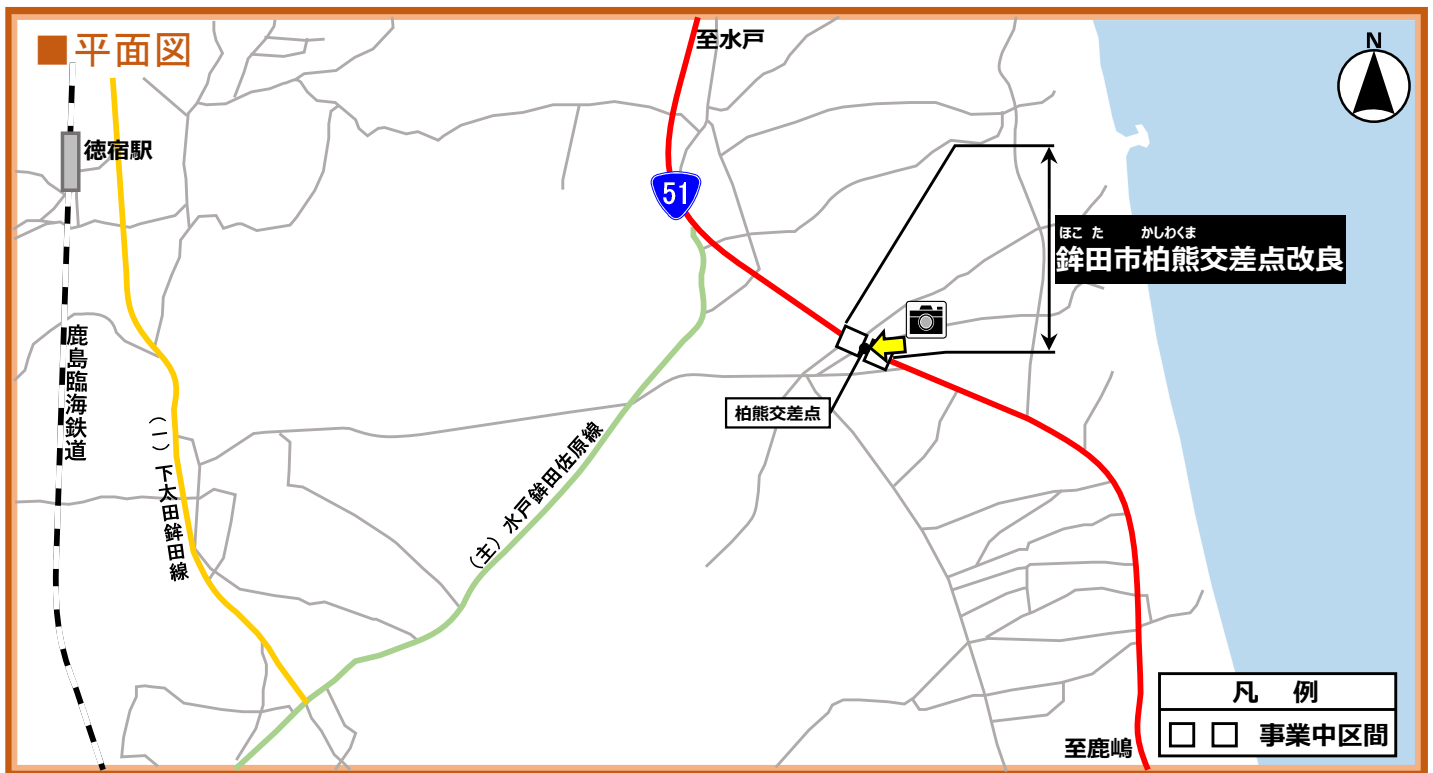 ■平面図
至水戸
N
徳宿駅
51
ほこ た かしわくま
鉾田市柏熊交差点改良
鹿島臨海鉄道
柏熊交差点
（一）下太田鉾田線
（主）水戸鉾田佐原線
凡 例
事業中区間
至鹿嶋